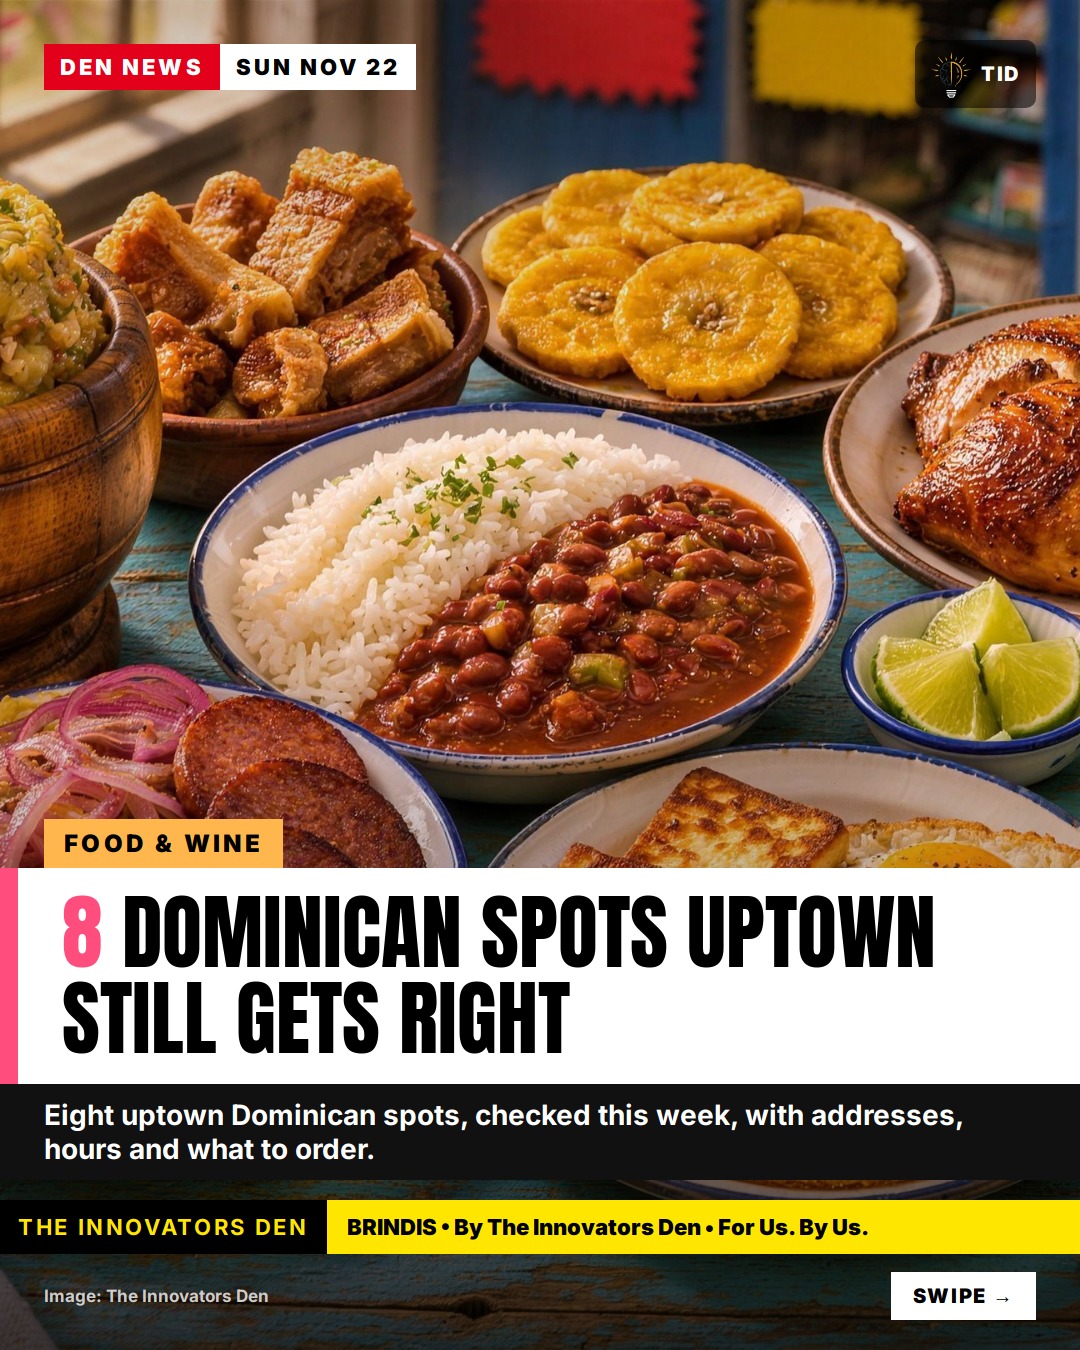 DEN NEWS SUN NOV 22
TID
FOOD & WINE
8 DOMINICAN SPOTS UPTOWN
STILL GETS RIGHT
Eight uptown Dominican spots, checked this week, with addresses,
hours and what to order.
THE INNOVATORS DEN BRINDIS • By The Innovators Den • For Us. By Us.
Image: The Innovators Den
SWIPE →